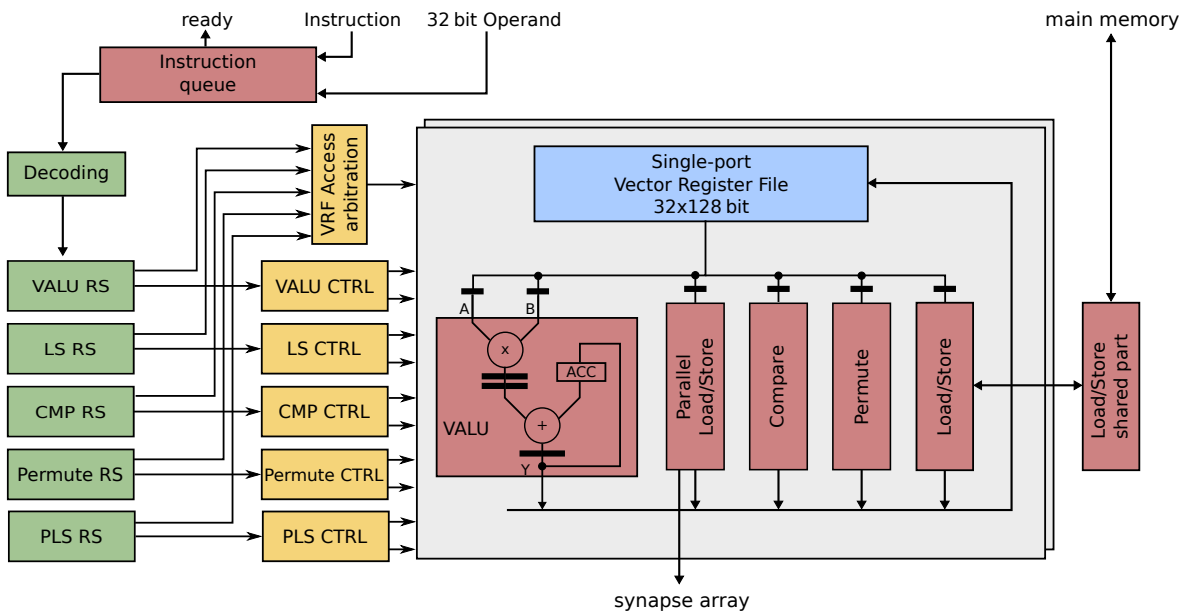 ready
Instruction
32 bit Operand
main memory
Instruction
queue
VRF Access
arbitration
Single-port
Vector Register File
32x128 bit
Decoding
VALU RS
VALU CTRL
A
B
LS RS
LS CTRL
x
ACC
Parallel
Load/Store
Compare
Permute
Load/Store
Load/Store
shared part
CMP RS
CMP CTRL
VALU
+
Y
Permute RS
Permute CTRL
PLS RS
PLS CTRL
synapse array